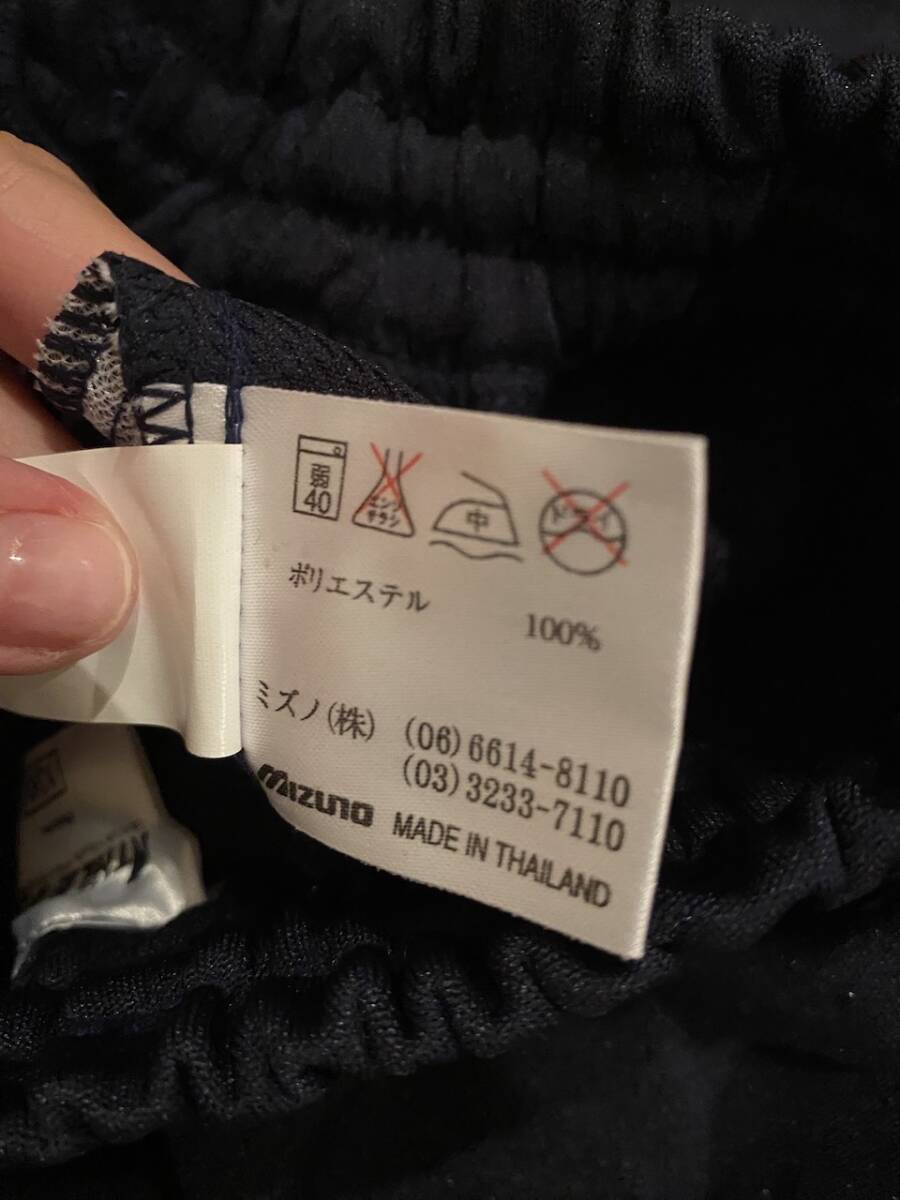 弱
40
エンソ
サラシ
中
ドライ
ポリエステル
100%
ミズノ(株) (06) 6614-8110
(03) 3233-7110
MIZUNO MADE IN THAILAND